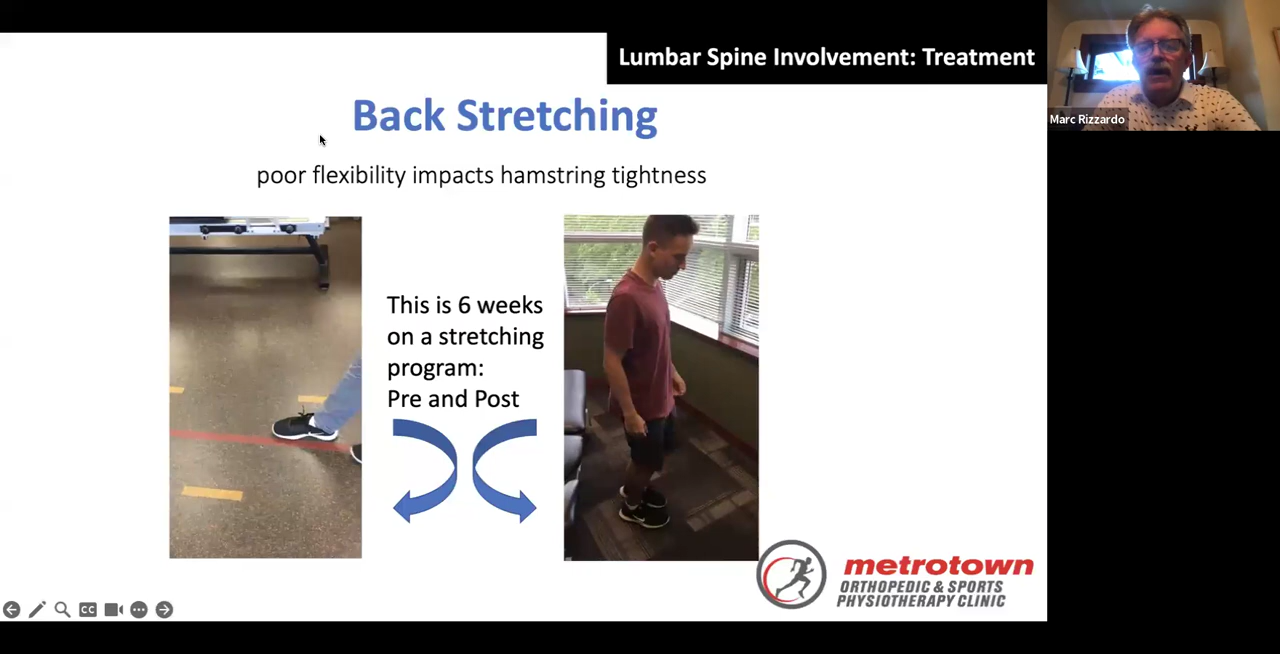 Lumbar Spine Involvement: Treatment
Marc Rizzardo
Back Stretching
poor flexibility impacts hamstring tightness
This is 6 weeks
on a stretching
program:
Pre and Post
metrotown
ORTHOPEDIC & SPORTS
PHYSIOTHERAPY CLINIC
CC